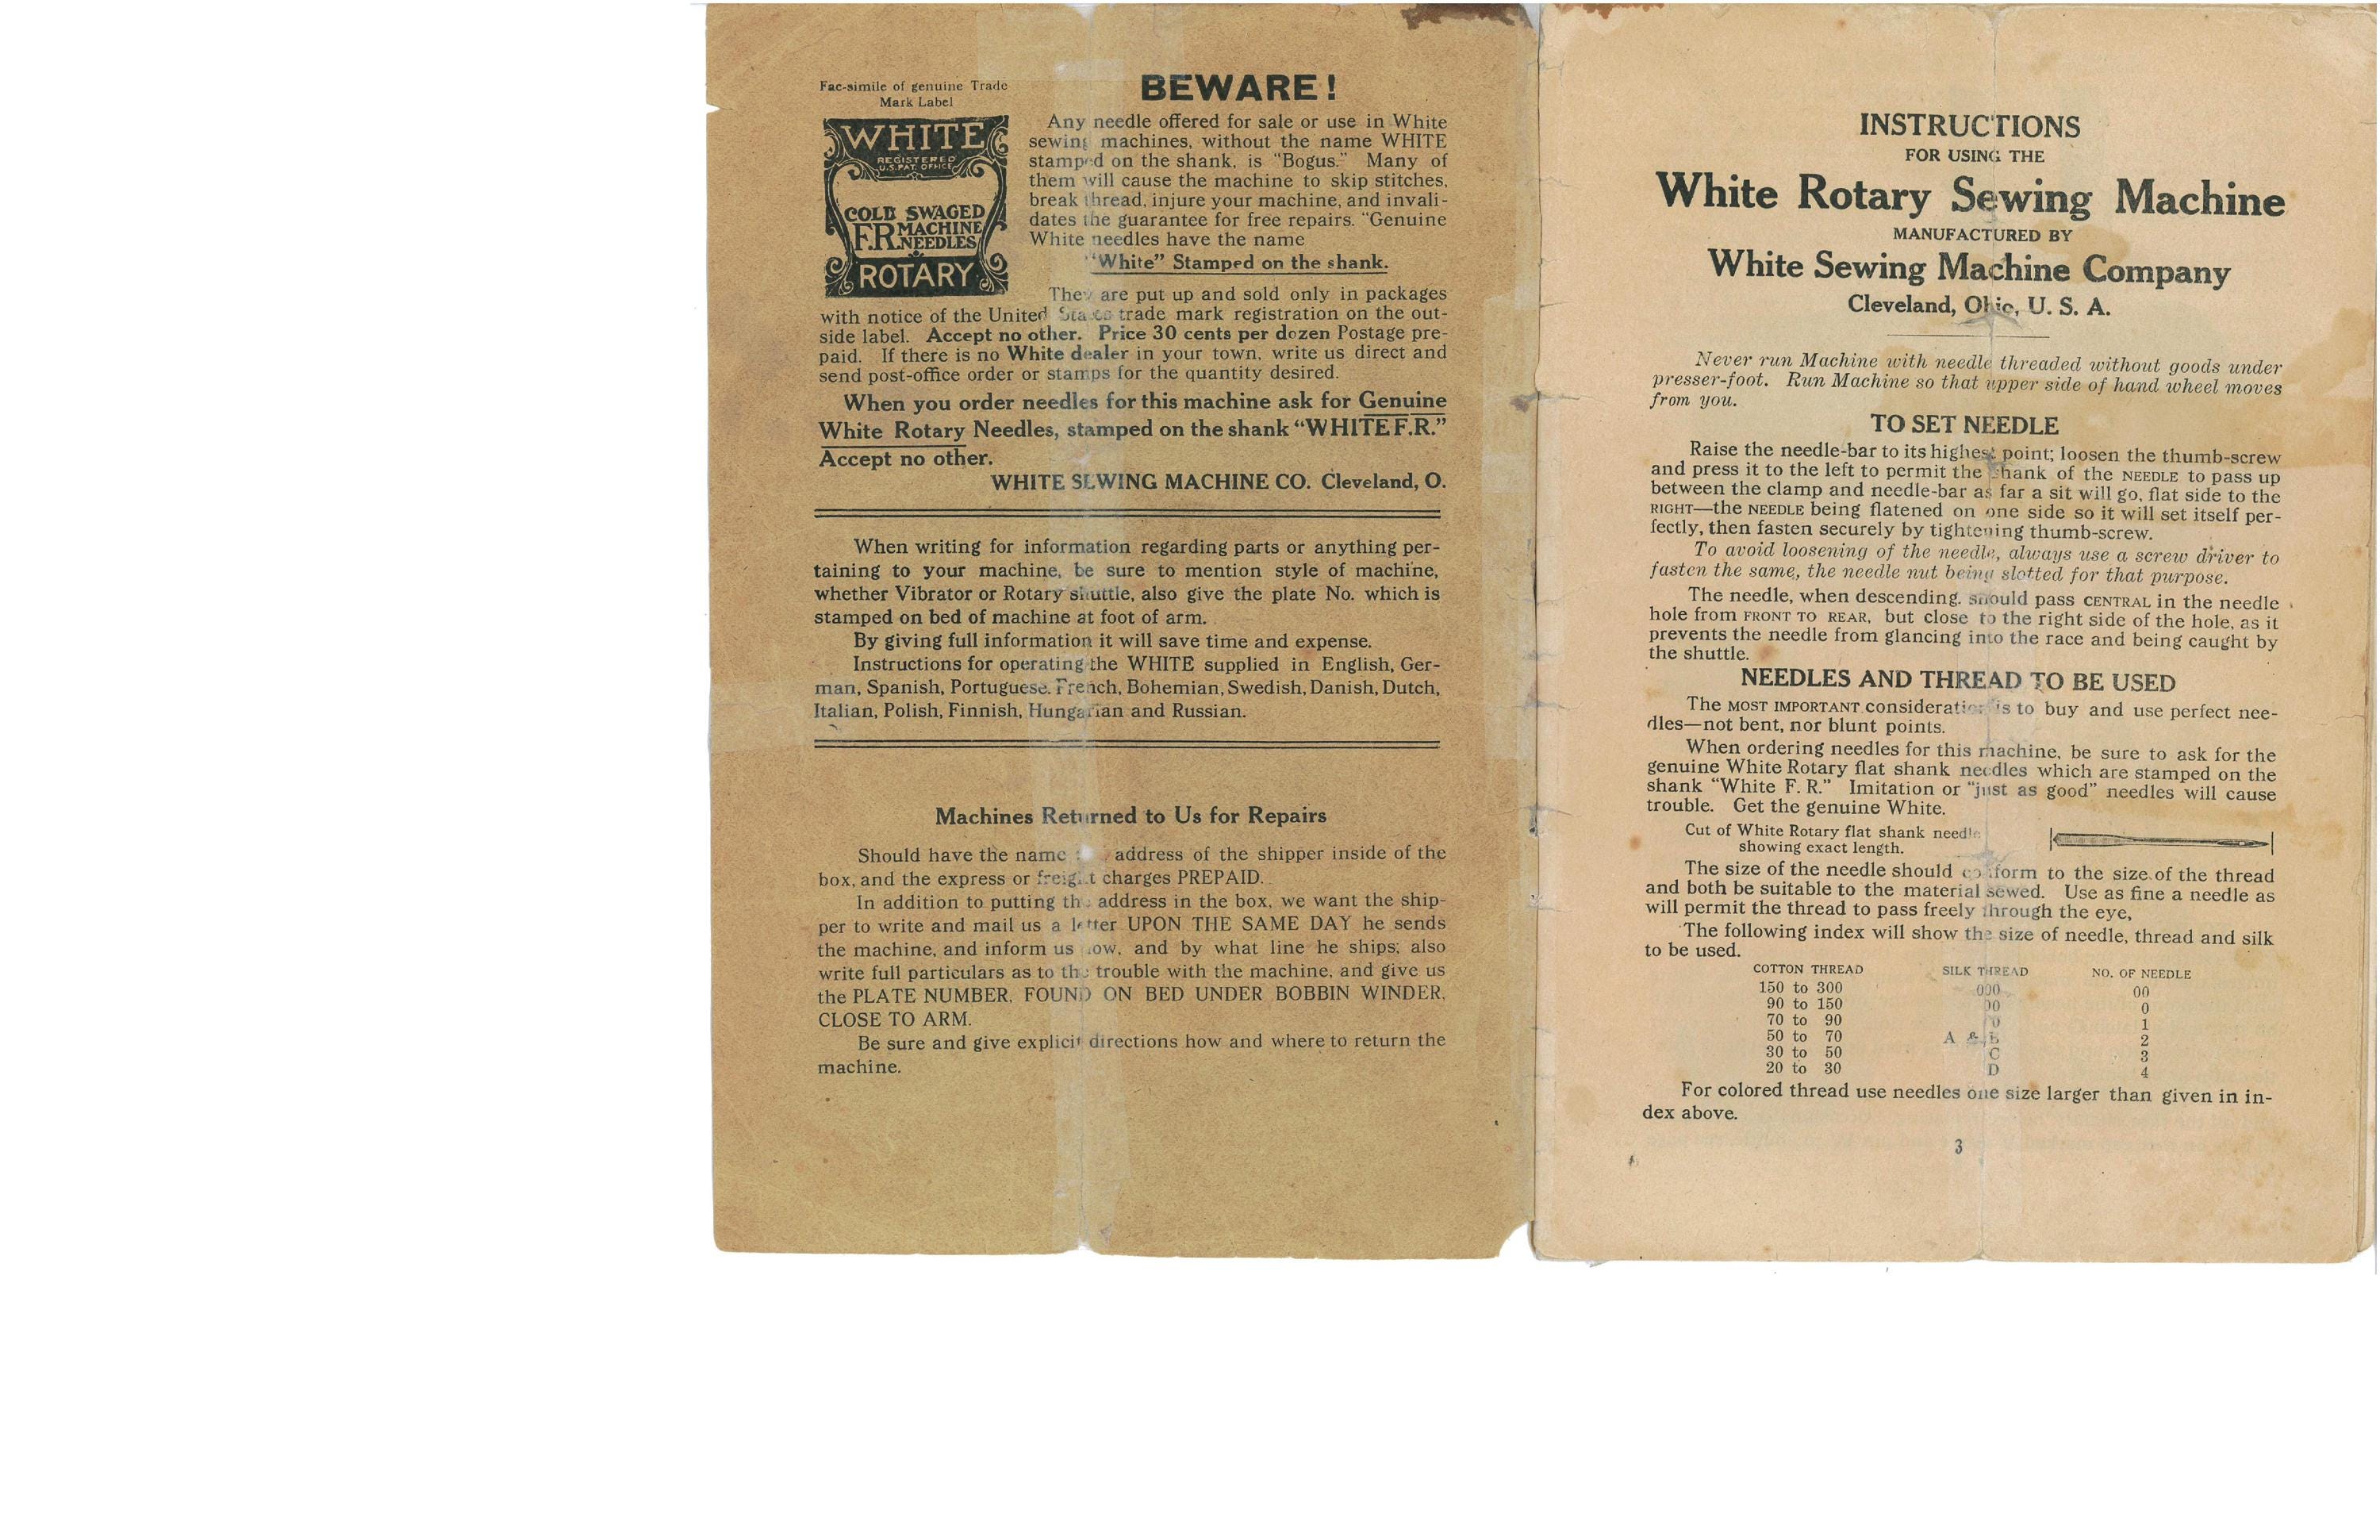 Fac-simile of genuine Trade
Mark Label
WHITE
REGISTERED
U.S. PAT. OFFICE
COLD SWAGED
F.R. MACHINE
NEEDLES
ROTARY
BEWARE!
Any needle offered for sale or use in White
sewing machines, without the name WHITE
stamped on the shank, is "Bogus." Many of
them will cause the machine to skip stitches,
break thread, injure your machine, and invali-
dates the guarantee for free repairs. "Genuine
White needles have the name
"White" Stamped on the shank.
They are put up and sold only in packages
with notice of the United States trade mark registration on the out-
side label. Accept no other. Price 30 cents per dozen Postage pre-
paid. If there is no White dealer in your town, write us direct and
send post-office order or stamps for the quantity desired.
When you order needles for this machine ask for Genuine
White Rotary Needles, stamped on the shank "WHITE F.R."
Accept no other.
WHITE SEWING MACHINE CO. Cleveland, O.
When writing for information regarding parts or anything per-
taining to your machine, be sure to mention style of machine,
whether Vibrator or Rotary shuttle, also give the plate No. which is
stamped on bed of machine at foot of arm.
By giving full information it will save time and expense.
Instructions for operating the WHITE supplied in English, Ger-
man, Spanish, Portuguese, French, Bohemian, Swedish, Danish, Dutch,
Italian, Polish, Finnish, Hungarian and Russian.
Machines Returned to Us for Repairs
Should have the name address of the shipper inside of the
box, and the express or freight charges PREPAID.
In addition to putting the address in the box, we want the ship-
per to write and mail us a letter UPON THE SAME DAY he sends
the machine, and inform us how, and by what line he ships; also
write full particulars as to the trouble with the machine, and give us
the PLATE NUMBER, FOUND ON BED UNDER BOBBIN WINDER,
CLOSE TO ARM.
Be sure and give explicit directions how and where to return the
machine.
INSTRUCTIONS
FOR USING THE
White Rotary Sewing Machine
MANUFACTURED BY
White Sewing Machine Company
Cleveland, Ohio, U. S. A.
Never run Machine with needle threaded without goods under
presser-foot. Run Machine so that upper side of hand wheel moves
from you.
TO SET NEEDLE
Raise the needle-bar to its highest point; loosen the thumb-screw
and press it to the left to permit the shank of the NEEDLE to pass up
between the clamp and needle-bar as far a sit will go, flat side to the
RIGHT—the NEEDLE being flatened on one side so it will set itself per-
fectly, then fasten securely by tightening thumb-screw.
To avoid loosening of the needle, always use a screw driver to
fasten the same, the needle nut being slotted for that purpose.
The needle, when descending, should pass CENTRAL in the needle
hole from FRONT TO REAR, but close to the right side of the hole, as it
prevents the needle from glancing into the race and being caught by
the shuttle.
NEEDLES AND THREAD TO BE USED
The MOST IMPORTANT consideration is to buy and use perfect nee-
dles—not bent, nor blunt points.
When ordering needles for this machine, be sure to ask for the
genuine White Rotary flat shank needles which are stamped on the
shank "White F. R." Imitation or "just as good" needles will cause
trouble. Get the genuine White.
Cut of White Rotary flat shank needle
showing exact length.
The size of the needle should conform to the size of the thread
and both be suitable to the material sewed. Use as fine a needle as
will permit the thread to pass freely through the eye,
The following index will show the size of needle, thread and silk
to be used.
COTTON THREAD SILK THREAD NO. OF NEEDLE
150 to 300 000 00
90 to 150 00 0
70 to 90 0 1
50 to 70 A & B 2
30 to 50 C 3
20 to 30 D 4
For colored thread use needles one size larger than given in in-
dex above.
3